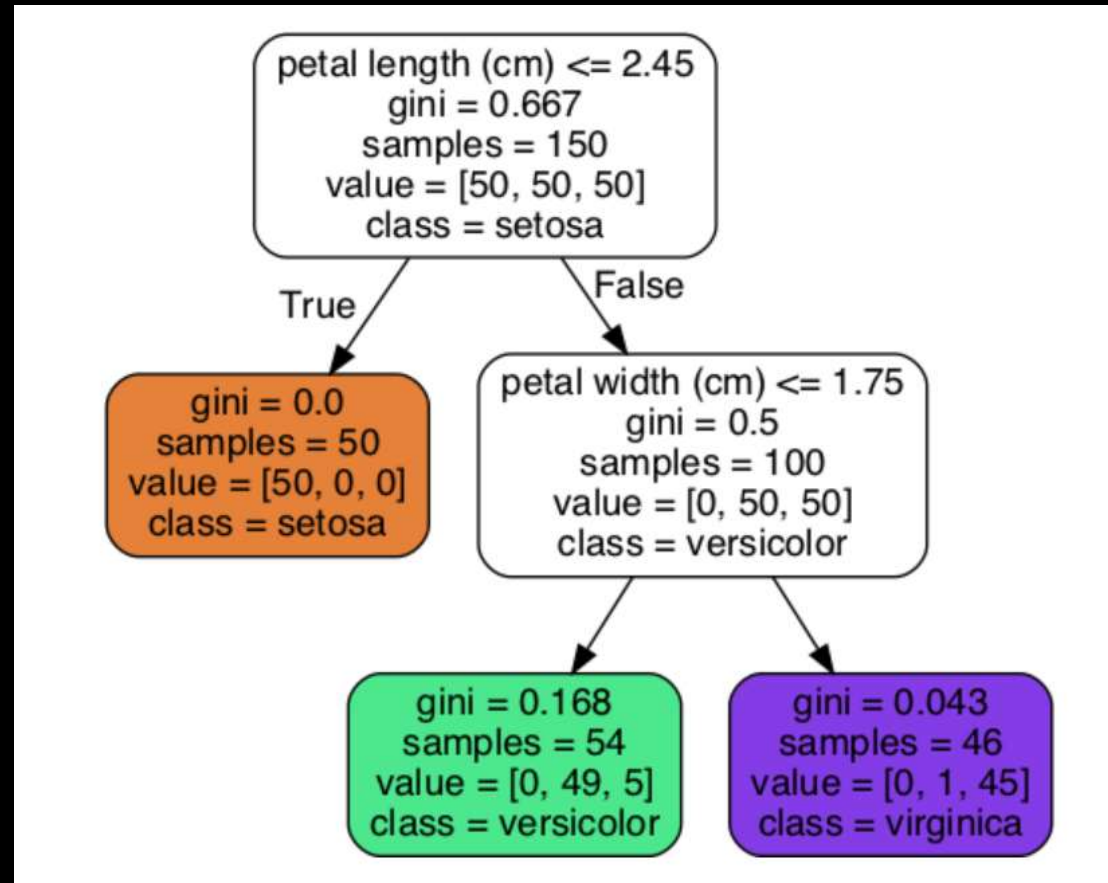 petal length (cm) <= 2.45
gini = 0.667
samples = 150
value = [50, 50, 50]
class = setosa
True
False
gini = 0.0
samples = 50
value = [50, 0, 0]
class = setosa
petal width (cm) <= 1.75
gini = 0.5
samples = 100
value = [0, 50, 50]
class = versicolor
gini = 0.168
samples = 54
value = [0, 49, 5]
class = versicolor
gini = 0.043
samples = 46
value = [0, 1, 45]
class = virginica